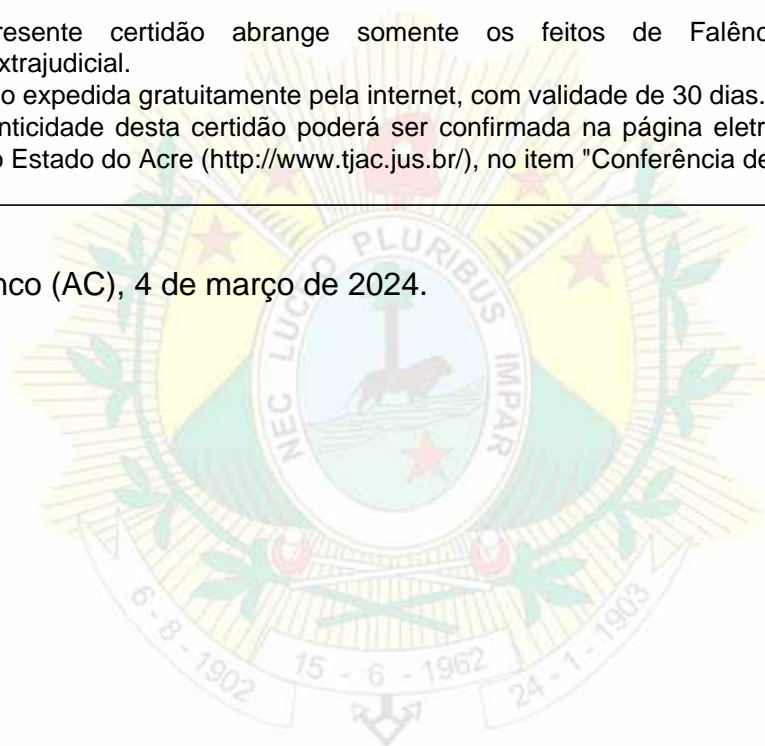 resente certidão abrange somente os feitos de Falênc
xtrajudicial.
o expedida gratuitamente pela internet, com validade de 30 dias.
nticidade desta certidão poderá ser confirmada na página eletr
o Estado do Acre (http://www.tjac.jus.br/), no item "Conferência de
nco (AC), 4 de março de 2024.
NEC LUCEO PLURIBUS IMPAR
6 - 8 - 1902
15 - 6 - 1962
24 - 1 - 1903